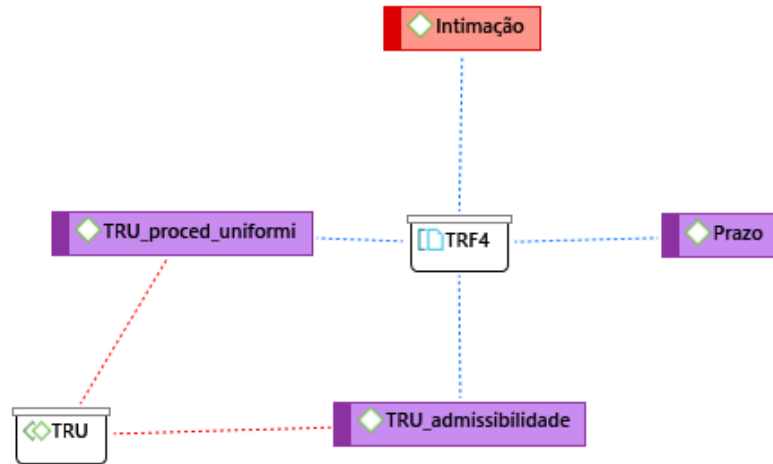 Intimação
TRU_proced_uniformi
TRF4
Prazo
TRU
TRU_admissibilidade